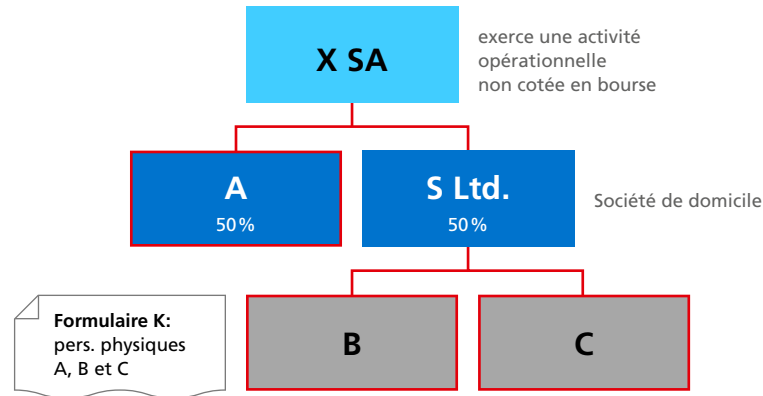 X SA
exerce une activité
opérationnelle
non cotée en bourse
A
50%
S Ltd.
50%
Société de domicile
Formulaire K:
pers. physiques
A, B et C
B
C